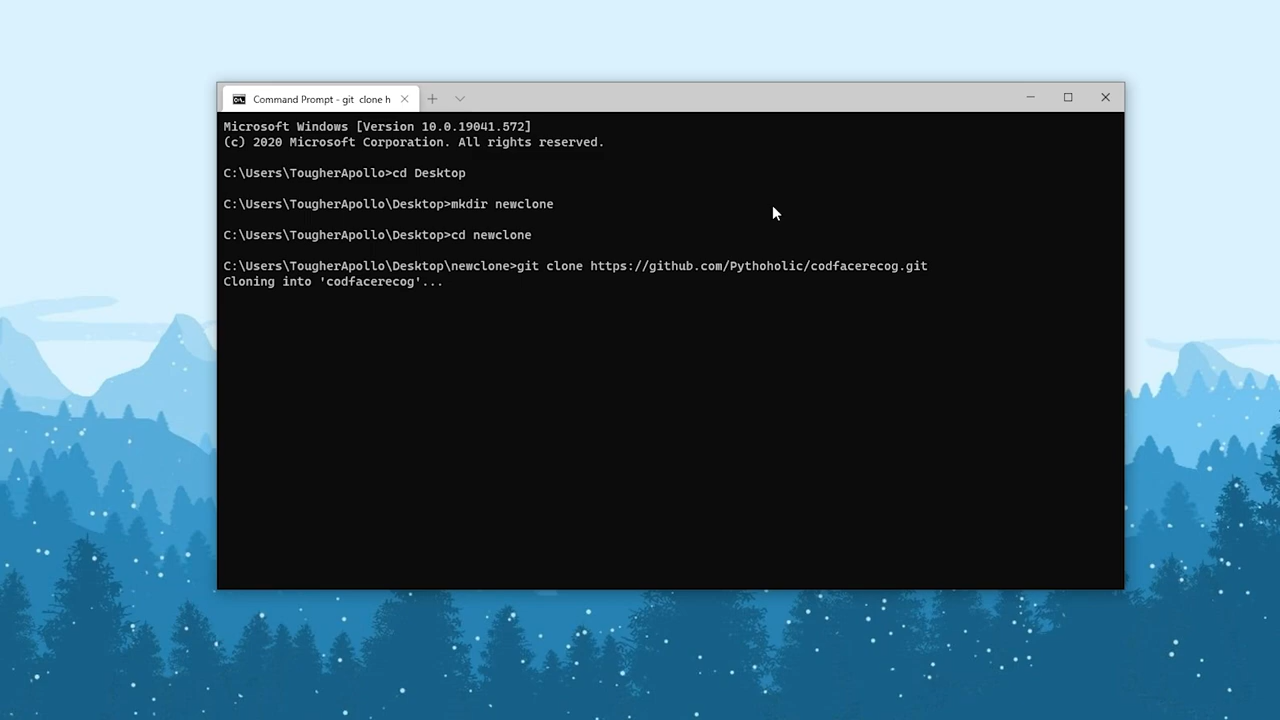 Command Prompt - git  clone h
Microsoft Windows [Version 10.0.19041.572]
(c) 2020 Microsoft Corporation. All rights reserved.
C:\Users\TougherApollo>cd Desktop
C:\Users\TougherApollo\Desktop>mkdir newclone
C:\Users\TougherApollo\Desktop>cd newclone
C:\Users\TougherApollo\Desktop\newclone>git clone https://github.com/Pythoholic/codfacerecog.git
Cloning into 'codfacerecog'...